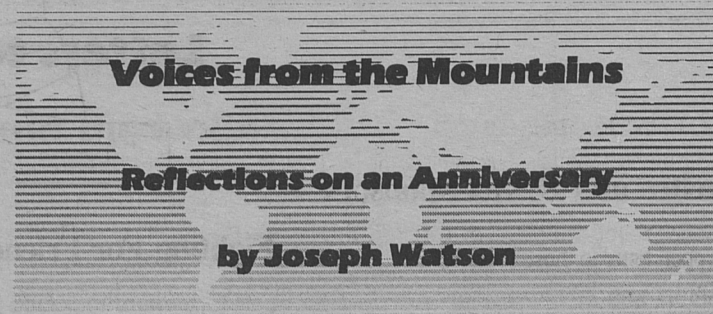 Voices from the Mountains
Reflections on an Anniversary
by Joseph Watson